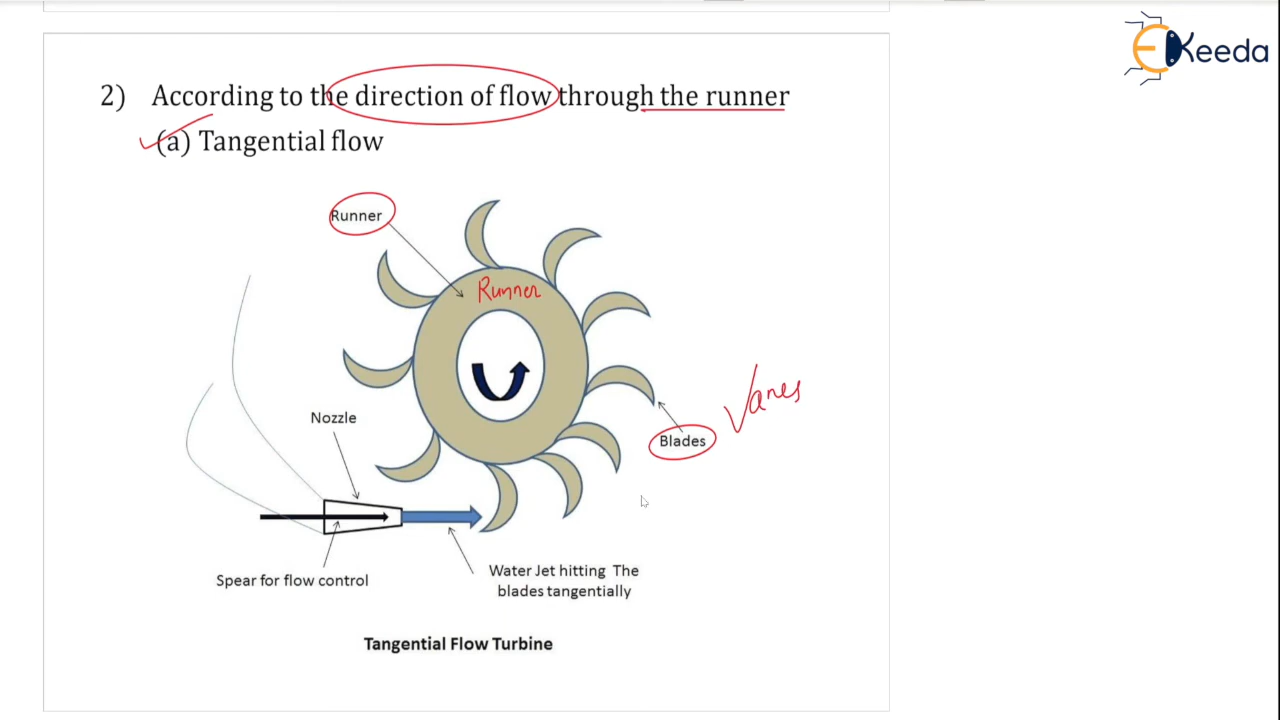 EKeeda
2) According to the direction of flow through the runner
(a) Tangential flow
Runner
Runner
Nozzle
Blades
Vanes
Spear for flow control
Water Jet hitting The
blades tangentially
Tangential Flow Turbine